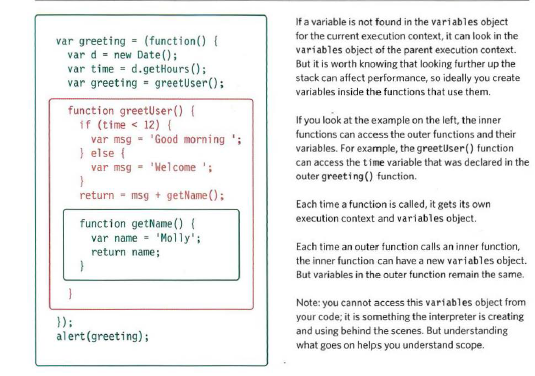 var greeting = (function() {
var d = new Date();
var time = d.getHours();
var greeting = greetUser();
function greetUser() {
if (time < 12) {
var msg = 'Good morning ';
} else {
var msg = 'Welcome ';
}
return = msg + getName();
function getName() {
var name = 'Molly';
return name;
}
}
});
alert(greeting);
If a variable is not found in the variables object
for the current execution context, it can look in the
variables object of the parent execution context.
But it is worth knowing that looking further up the
stack can affect performance, so ideally you create
variables inside the functions that use them.
If you look at the example on the left, the inner
functions can access the outer functions and their
variables. For example, the greetUser() function
can access the time variable that was declared in the
outer greeting() function.
Each time a function is called, it gets its own
execution context and variables object.
Each time an outer function calls an inner function,
the inner function can have a new variables object.
But variables in the outer function remain the same.
Note: you cannot access this variables object from
your code; it is something the interpreter is creating
and using behind the scenes. But understanding
what goes on helps you understand scope.